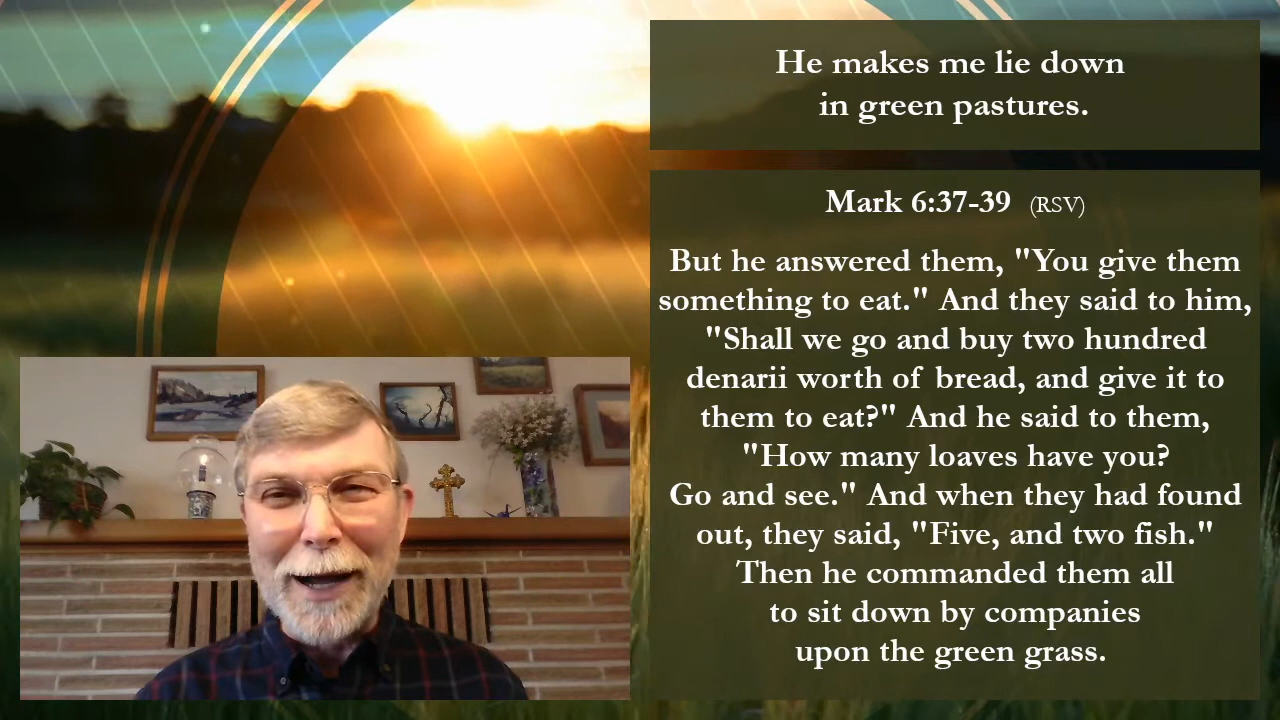 He makes me lie down
in green pastures.
Mark 6:37-39 (RSV)
But he answered them, "You give them
something to eat." And they said to him,
"Shall we go and buy two hundred
denarii worth of bread, and give it to
them to eat?" And he said to them,
"How many loaves have you?
Go and see." And when they had found
out, they said, "Five, and two fish."
Then he commanded them all
to sit down by companies
upon the green grass.